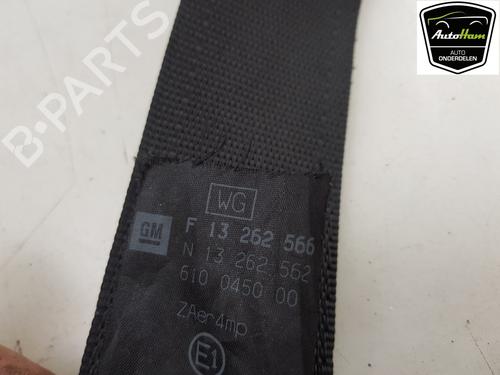 AutoHam
AUTO
ONDERDELEN
B-PARTS
WG
GM
F 13 262 566
N 13 262 562
610 0450 00
ZAer4mp
E1